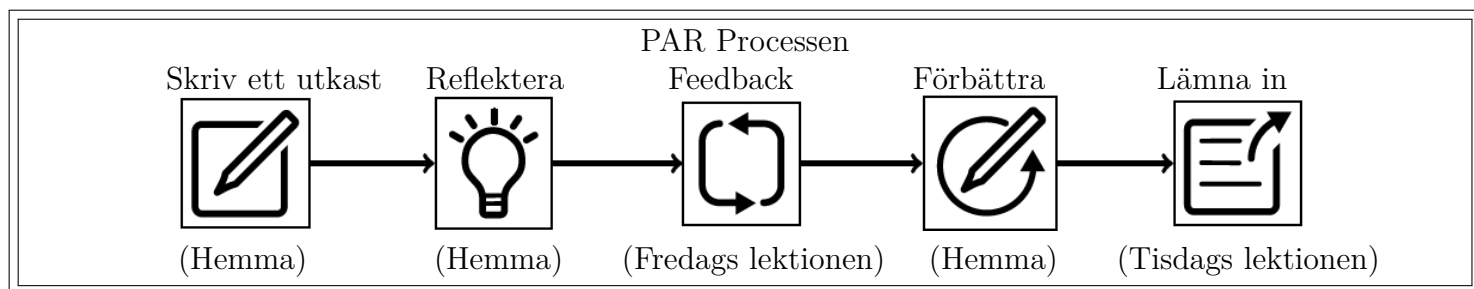 PAR Processen
Skriv ett utkast Reflektera Feedback Förbättra Lämna in
(Hemma) (Hemma) (Fredags lektionen) (Hemma) (Tisdags lektionen)